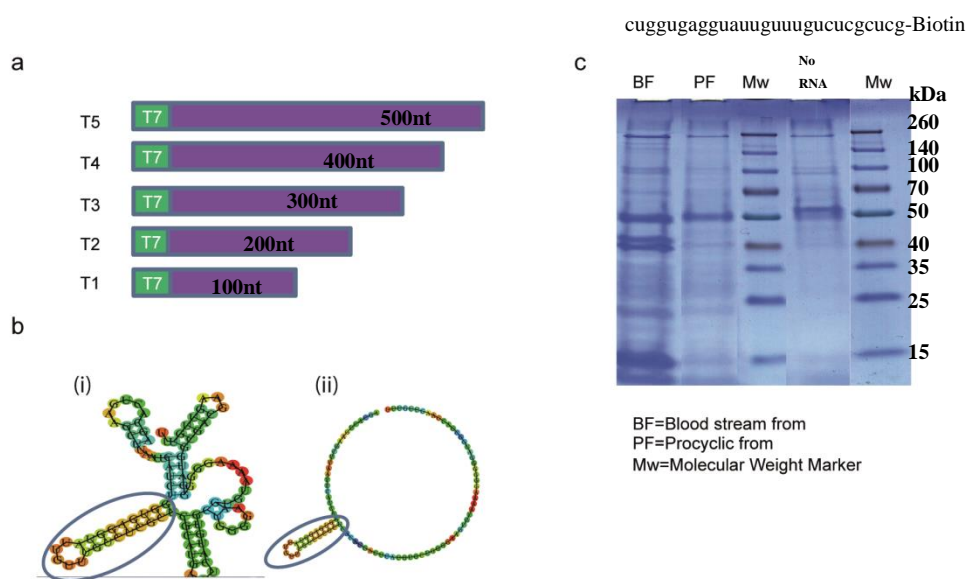 cuggugagguauuguuugucucgcucg-Biotin
a
T5 T7 500nt
T4 T7 400nt
T3 T7 300nt
T2 T7 200nt
T1 T7 100nt
b
(i) (ii)
c
BF PF Mw No RNA Mw
kDa
260
140
100
70
50
40
35
25
15
BF=Blood stream from
PF=Procyclic from
Mw=Molecular Weight Marker